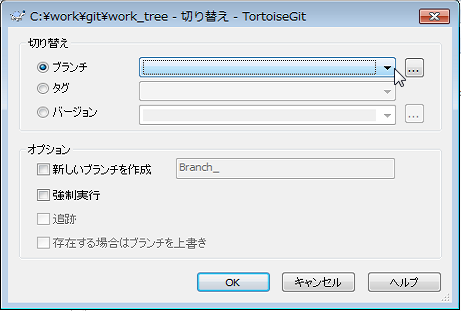 C:¥work¥git¥work_tree - 切り替え - TortoiseGit
切り替え
ブランチ
...
タグ
バージョン
...
オプション
新しいブランチを作成
Branch_
強制実行
追跡
存在する場合はブランチを上書き
OK
キャンセル
ヘルプ